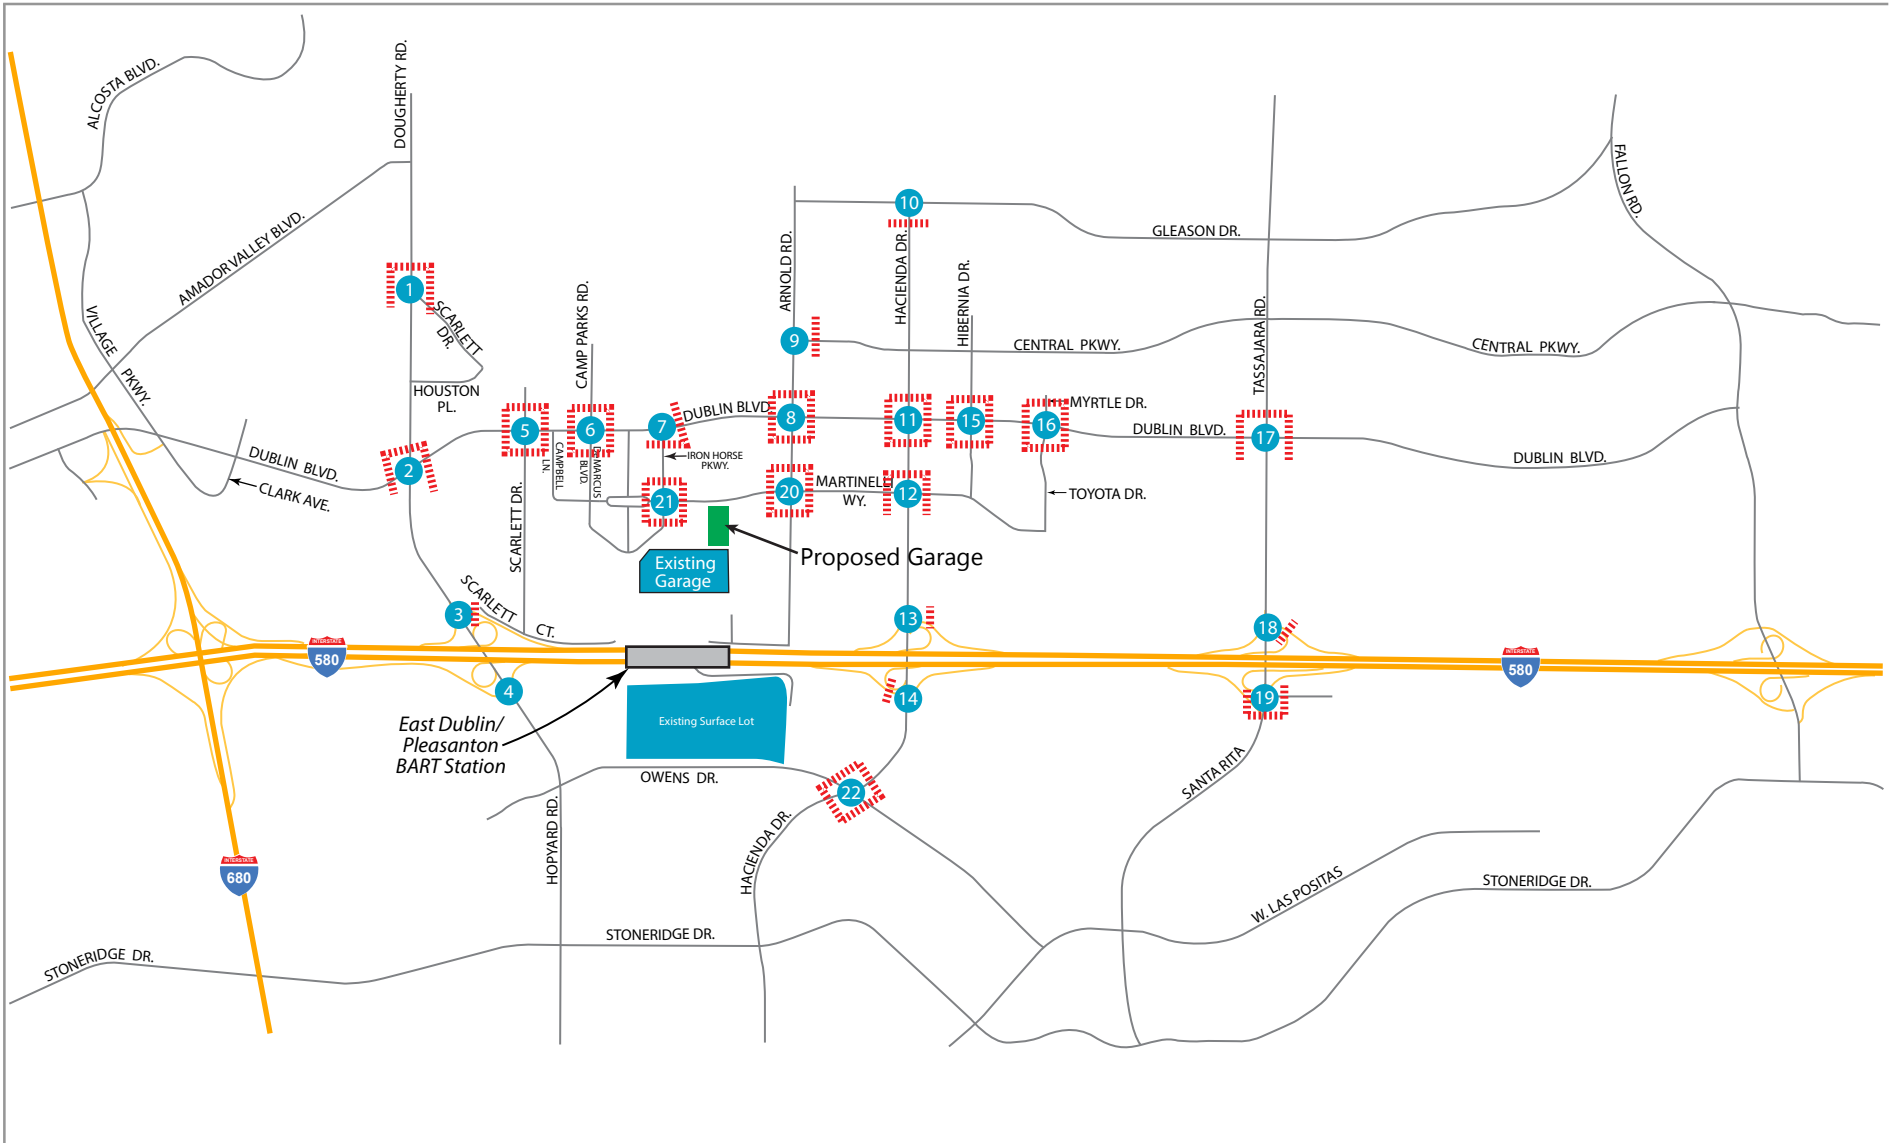 ALCOSTA BLVD.
DOUGHERTY RD.
AMADOR VALLEY BLVD.
VILLAGE
PKWY.
1
SCARLETT
DR.
HOUSTON
PL.
DUBLIN BLVD.
CLARK AVE.
2
3
4
SCARLETT
CT.
5
SCARLETT DR.
CAMP PARKS RD.
6
CAMPBELL
LN.
DEMARCUS
BLVD.
7
IRON HORSE
PKWY.
DUBLIN BLVD
ARNOLD RD.
8
9
10
HACIENDA DR.
GLEASON DR.
HIBERNIA DR.
CENTRAL PKWY.
CENTRAL PKWY.
TASSAJARA RD.
FALLON RD.
11
15
16
MYRTLE DR.
DUBLIN BLVD.
17
DUBLIN BLVD.
21
20
MARTINELLI
WY.
12
TOYOTA DR.
Proposed Garage
Existing
Garage
13
14
18
19
INTERSTATE
580
INTERSTATE
580
East Dublin/
Pleasanton
BART Station
Existing Surface Lot
OWENS DR.
22
HOPYARD RD.
HACIENDA DR.
SANTA RITA
INTERSTATE
680
W. LAS POSITAS
STONERIDGE DR.
STONERIDGE DR.
STONERIDGE DR.